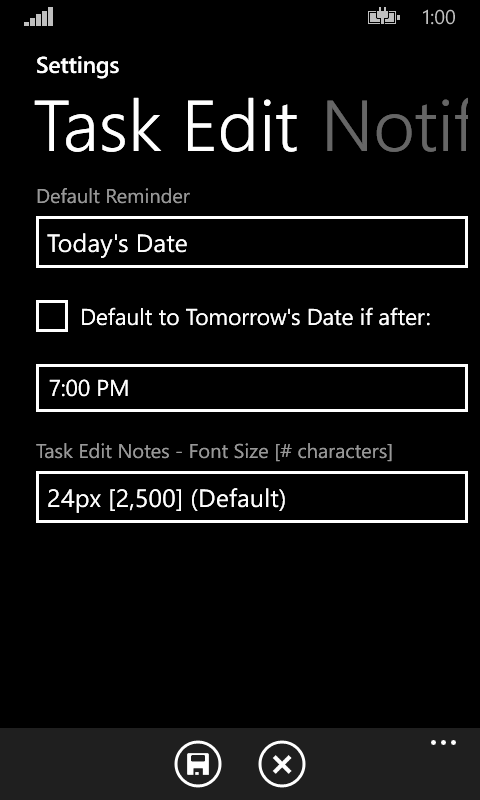 1:00
Settings
Task Edit Notif
Default Reminder
Today's Date
Default to Tomorrow's Date if after:
7:00 PM
Task Edit Notes - Font Size [# characters]
24px [2,500] (Default)